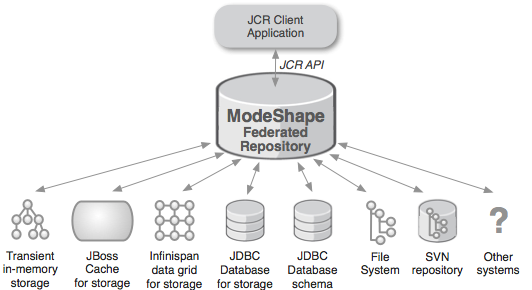 JCR Client
Application
JCR API
ModeShape
Federated
Repository
Transient
in-memory
storage
JBoss
Cache
for storage
Infinispan
data grid
for storage
JDBC
Database
for storage
JDBC
Database
schema
File
System
SVN
repository
?
Other
systems